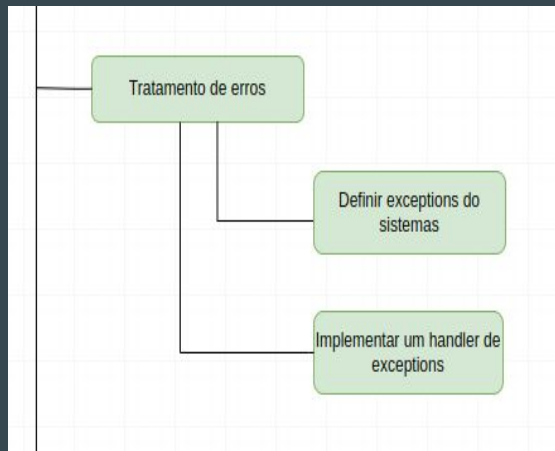 Tratamento de erros
Definir exceptions do
sistemas
Implementar um handler de
exceptions